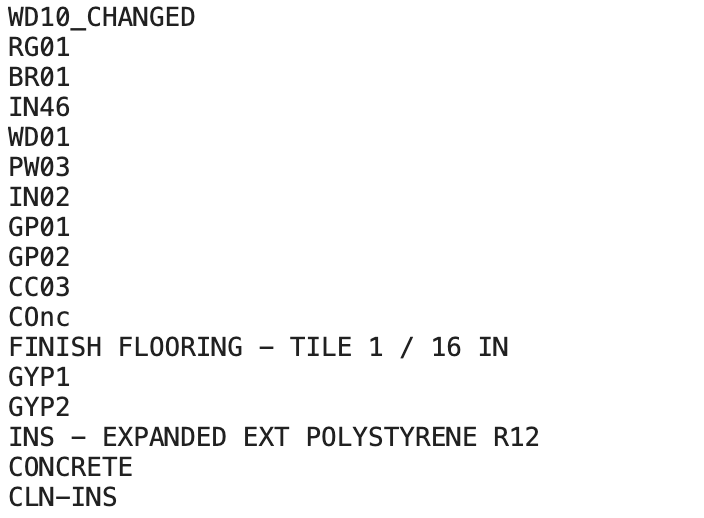 WD10_CHANGED
RG01
BR01
IN46
WD01
PW03
IN02
GP01
GP02
CC03
COnc
FINISH FLOORING - TILE 1 / 16 IN
GYP1
GYP2
INS - EXPANDED EXT POLYSTYRENE R12
CONCRETE
CLN-INS